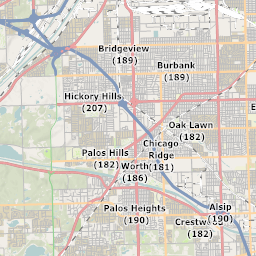 Bridgeview
(189)
Burbank
(189)
Hickory Hills
(207)
Oak Lawn
(182)
Chicago
Ridge
(181)
Palos Hills
(182)
Worth
(186)
Palos Heights
(190)
Alsip
(190)
Crestwood
(182)
E